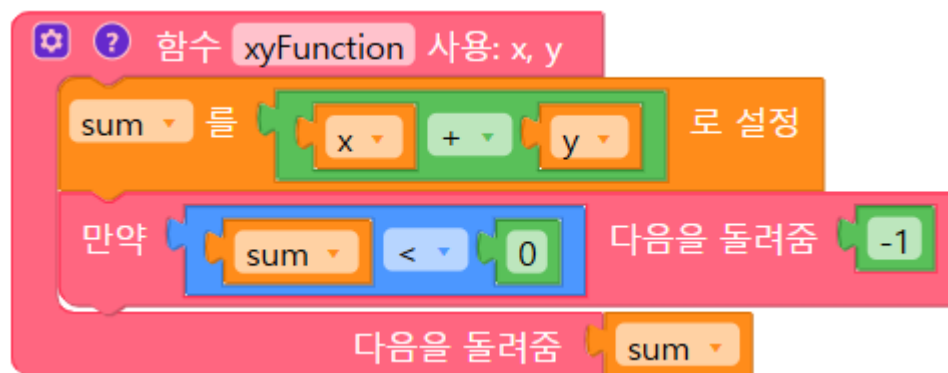 ? 함수 xyFunction 사용: x, y
sum 를 x + y 로 설정
만약 sum < 0 다음을 돌려줌 -1
다음을 돌려줌 sum